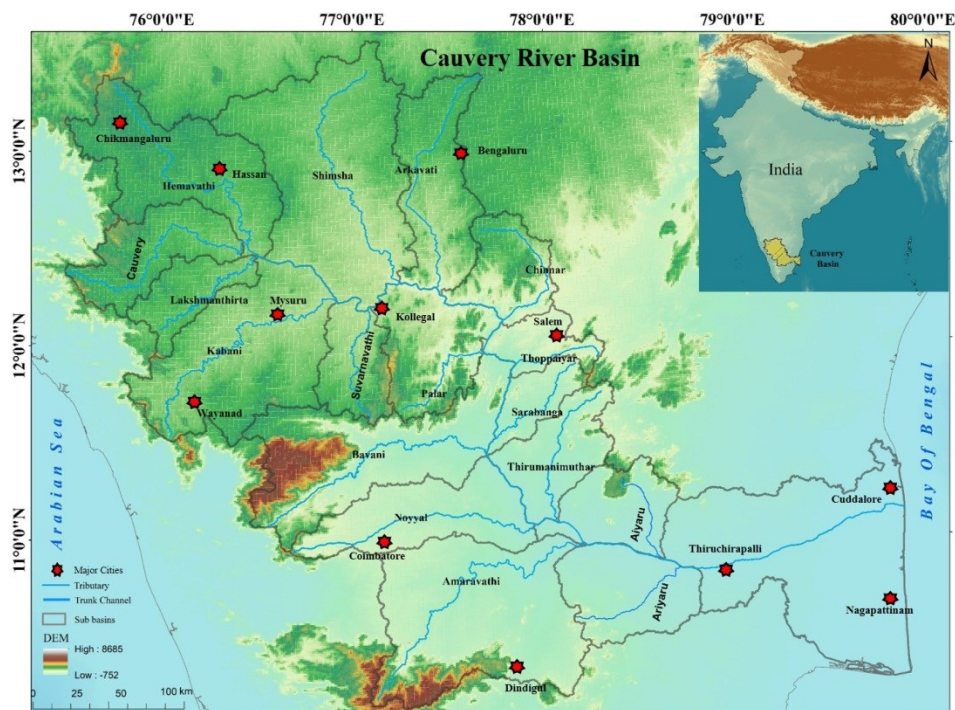 76°0'0"E
77°0'0"E
78°0'0"E
79°0'0"E
80°0'0"E
Cauvery River Basin
N
India
Cauvery
Basin
13°0'0"N
12°0'0"N
11°0'0"N
Chikmangaluru
Hemavathi
Hassan
Shimsha
Arkavati
Bengaluru
Cauvery
Lakshmanthirta
Mysuru
Kabani
Wayanad
Suvarnavathi
Kollegal
Chinnar
Salem
Thoppaiyar
Palar
Sarabanga
Bavani
Thirumanimuthar
Noyyal
Coimbatore
Amaravathi
Aiyaru
Ariyaru
Thiruchirapalli
Cuddalore
Nagapattinam
Dindigul
Arabian Sea
Bay Of Bengal
Major Cities
Tributary
Trunk Channel
Sub basins
DEM
High : 8685
Low : -752
0 25 50 100 km